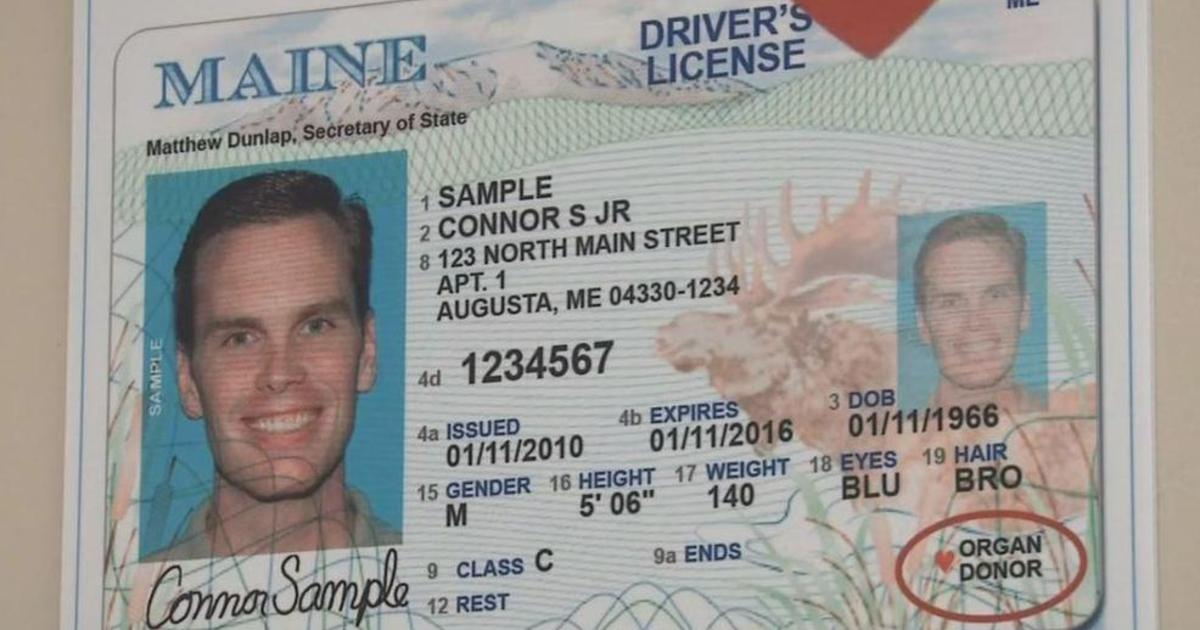 MAINE
DRIVER'S
LICENSE
ME
Matthew Dunlap, Secretary of State
1 SAMPLE
2 CONNOR S JR
8 123 NORTH MAIN STREET
APT. 1
AUGUSTA, ME 04330-1234
4d 1234567
4a ISSUED 4b EXPIRES 3 DOB
01/11/2010 01/11/2016 01/11/1966
15 GENDER 16 HEIGHT 17 WEIGHT 18 EYES 19 HAIR
M 5' 06" 140 BLU BRO
9 CLASS C 9a ENDS
12 REST
ORGAN
DONOR
SAMPLE
Connor Sample